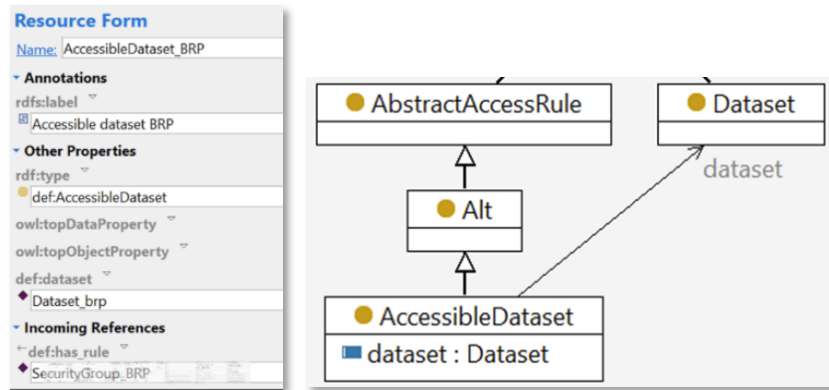 Resource Form
Name: AccessibleDataset_BRP
Annotations
rdfs:label
Accessible dataset BRP
Other Properties
rdf:type
def:AccessibleDataset
owl:topDataProperty
owl:topObjectProperty
def:dataset
Dataset_brp
Incoming References
def:has_rule
SecurityGroup_BRP
AbstractAccessRule
Dataset
dataset
Alt
AccessibleDataset
dataset : Dataset